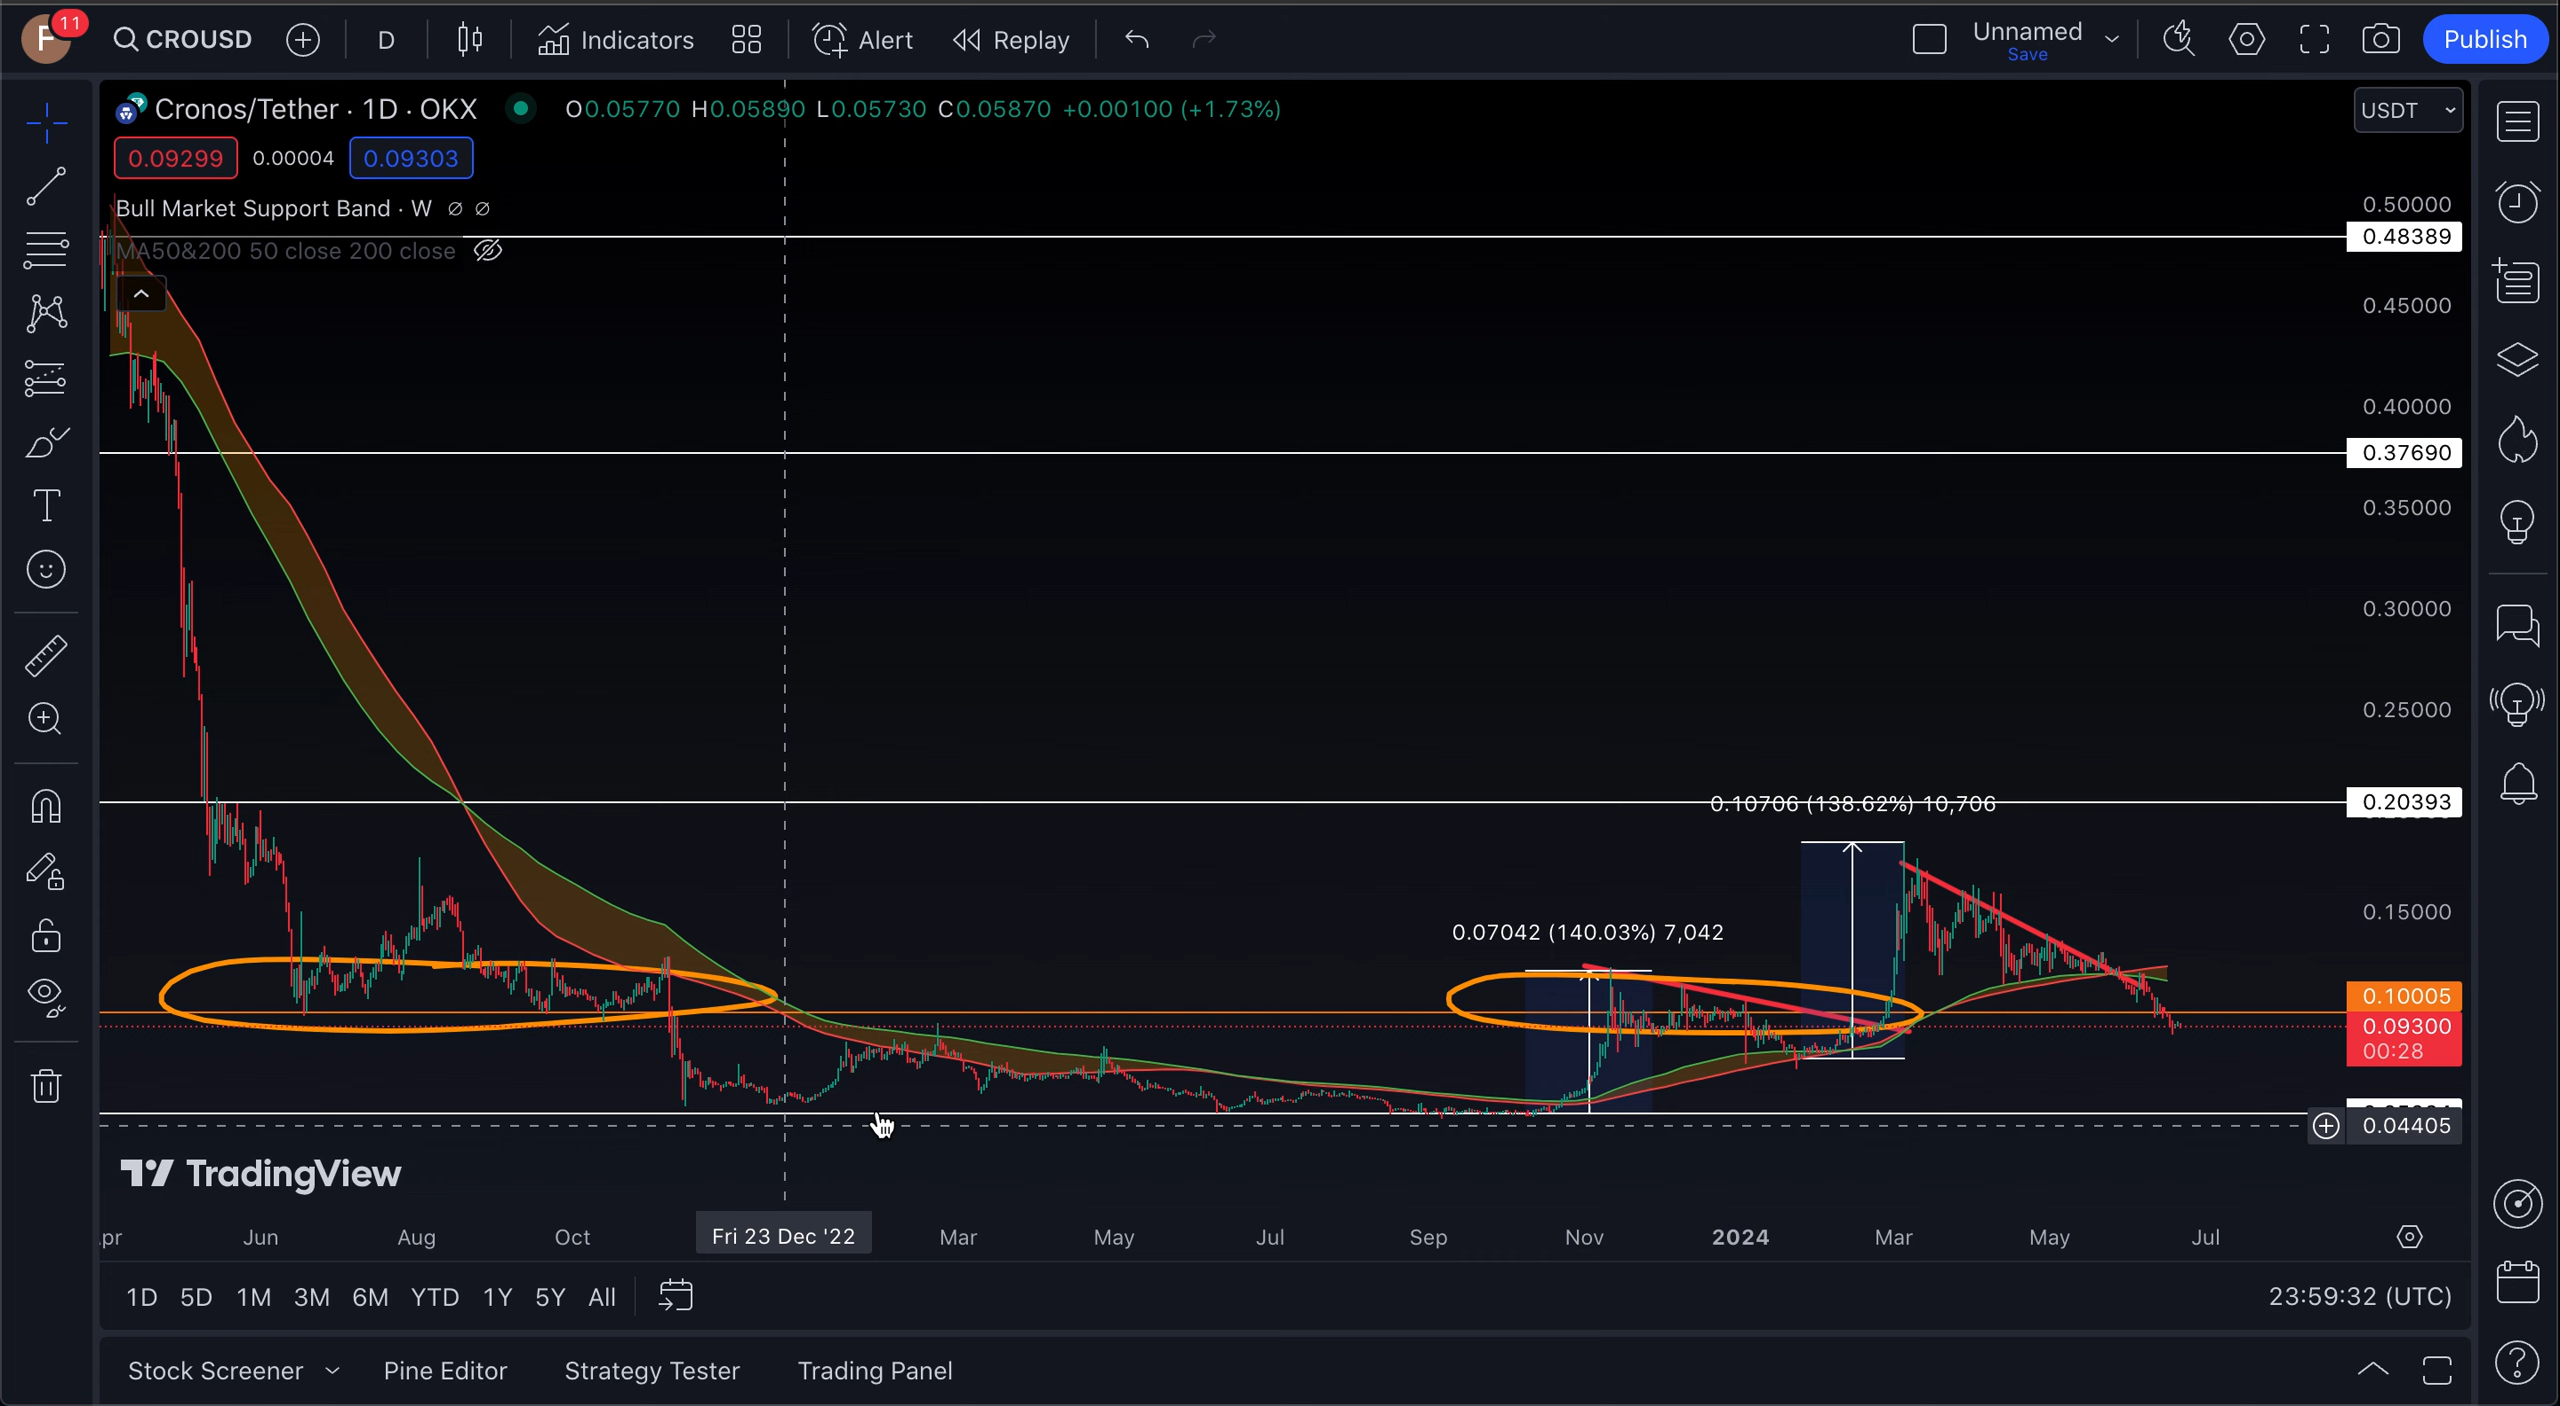 F 11 CROUSD D Indicators Alert Replay Unnamed Save Publish
Cronos/Tether · 1D · OKX O0.05770 H0.05890 L0.05730 C0.05870 +0.00100 (+1.73%) USDT
0.09299 0.00004 0.09303
Bull Market Support Band · W ∅ ∅
MA50&200 50 close 200 close
0.50000
0.48389
0.45000
0.40000
0.37690
0.35000
0.30000
0.25000
0.10706 (138.62%) 10,706
0.20393
0.07042 (140.03%) 7,042
0.15000
0.10005
0.09300
00:28
0.04405
TradingView
pr Jun Aug Oct Fri 23 Dec '22 Mar May Jul Sep Nov 2024 Mar May Jul
1D 5D 1M 3M 6M YTD 1Y 5Y All 23:59:32 (UTC)
Stock Screener Pine Editor Strategy Tester Trading Panel